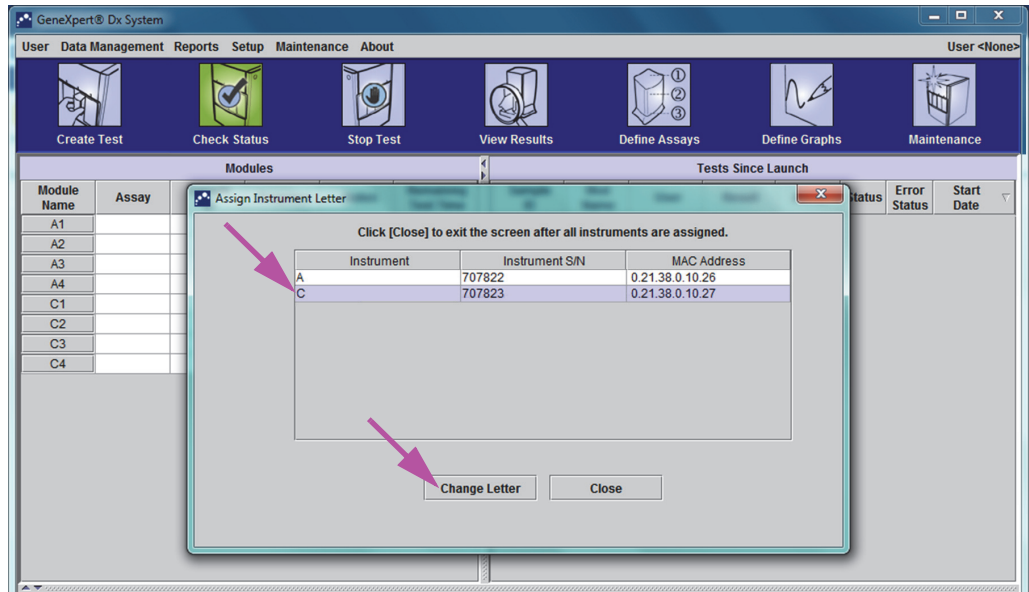 GeneXpert® Dx System
User Data Management Reports Setup Maintenance About User <None>
Create Test Check Status Stop Test View Results Define Assays Define Graphs Maintenance
① ② ③
Modules Tests Since Launch
Module Name Assay Status Error Status Start Date
Assign Instrument Letter
Click [Close] to exit the screen after all instruments are assigned.
Instrument Instrument S/N MAC Address
A 707822 0.21.38.0.10.26
C 707823 0.21.38.0.10.27
A1
A2
A3
A4
C1
C2
C3
C4
Change Letter Close